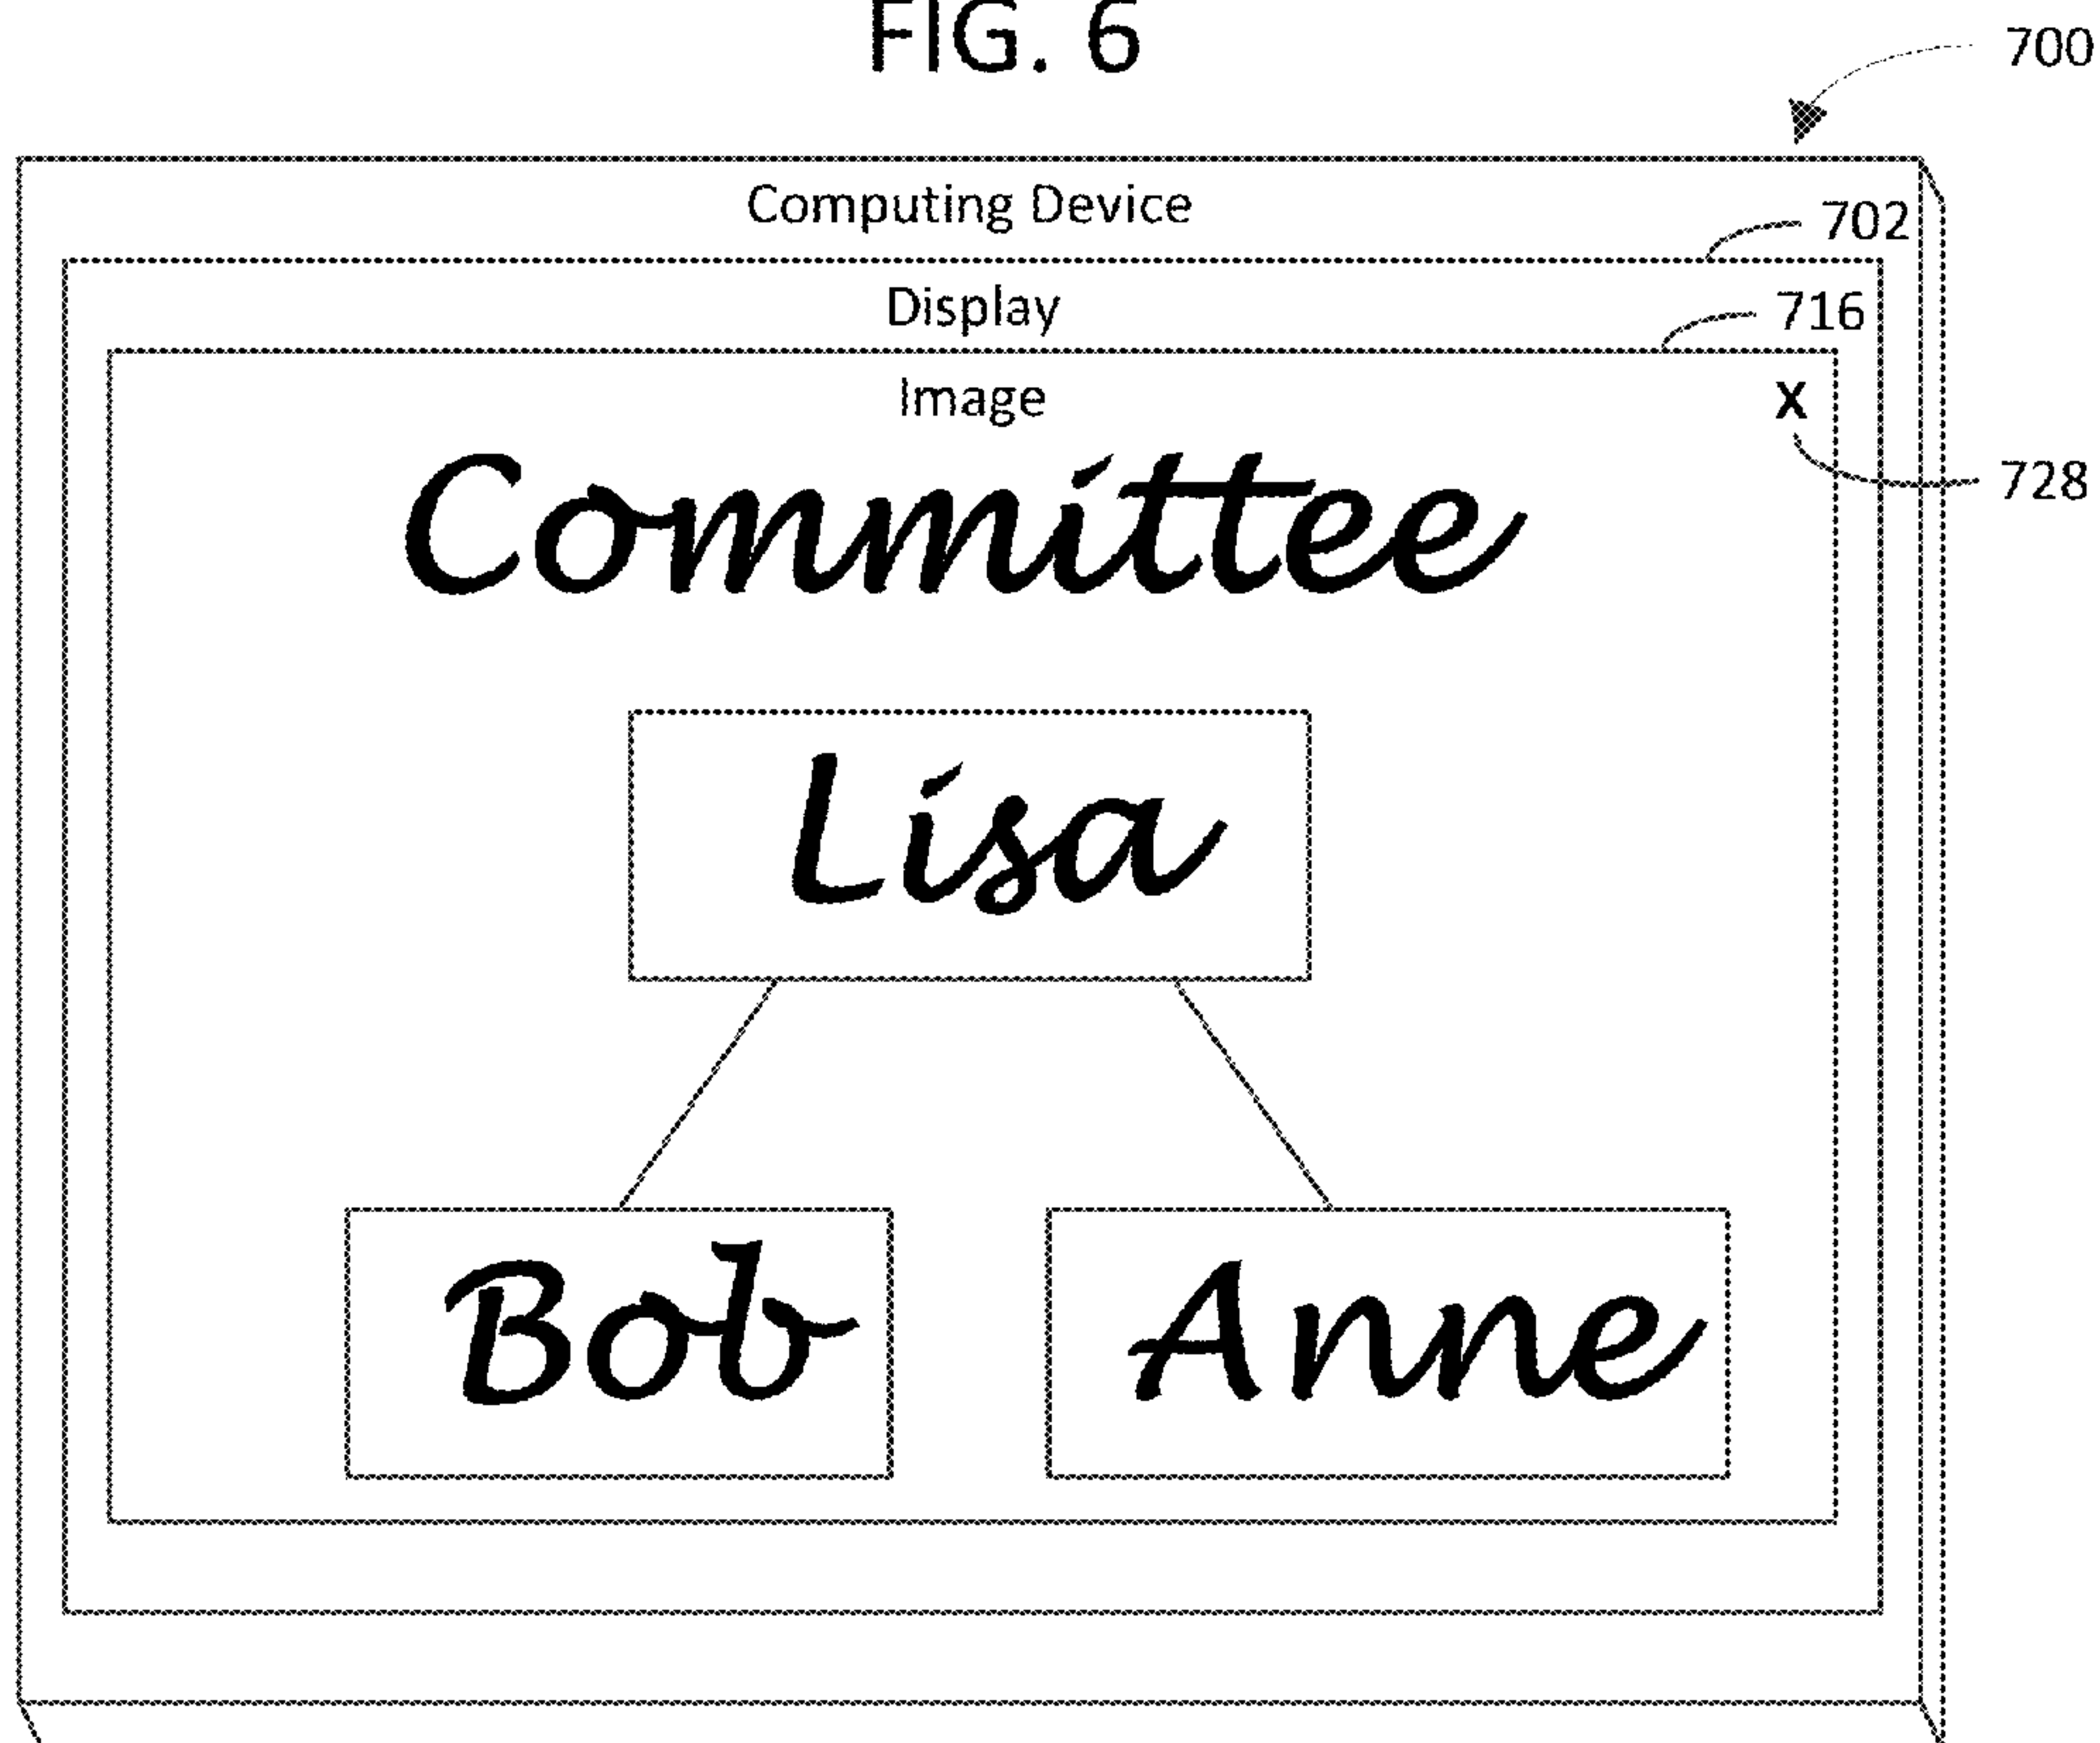 FIG. 6
700
Computing Device
702
Display
716
Image
X
728
Committee
Lisa
Bob Anne